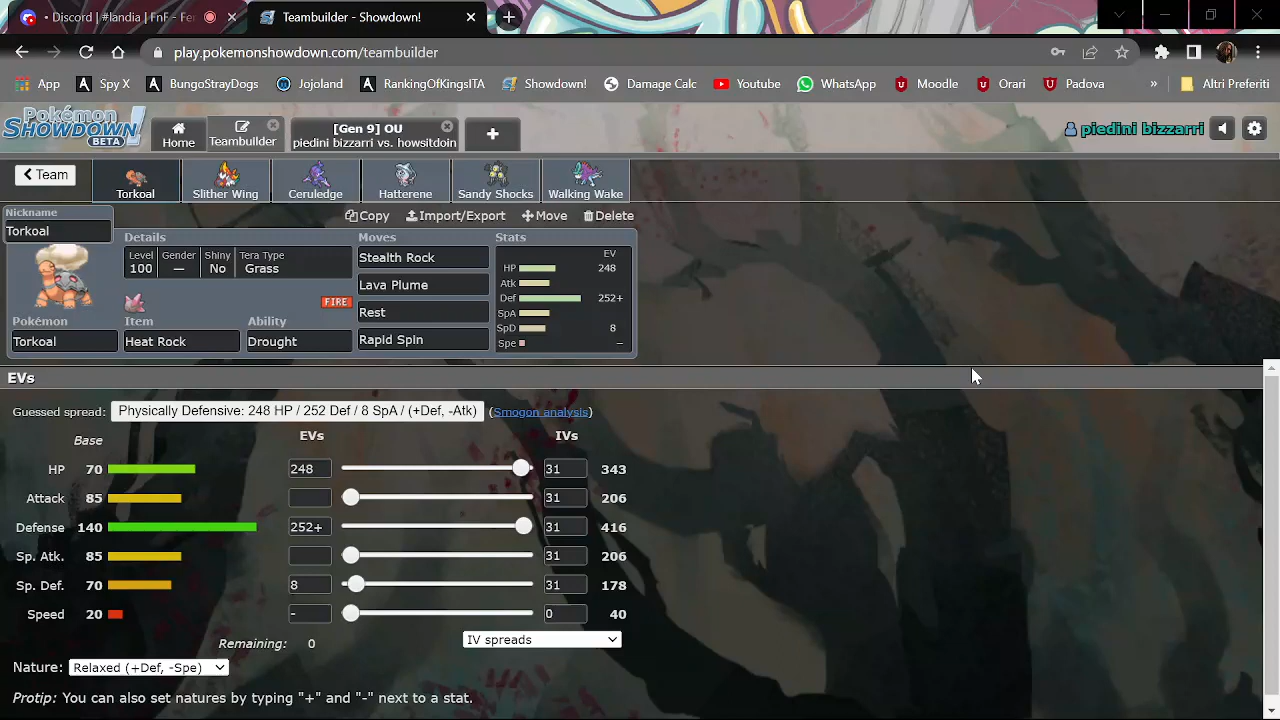 • Discord | #landia | FnF - Fe
Teambuilder - Showdown!
play.pokemonshowdown.com/teambuilder
App
Spy X
BungoStrayDogs
Jojoland
RankingOfKingsITA
Showdown!
Damage Calc
Youtube
WhatsApp
Moodle
Orari
Padova
»
Altri Preferiti
Pokémon
SHOWDOWN!
BETA
Home
Teambuilder
[Gen 9] OU
piedini bizzarri vs. howsitdoin
piedini bizzarri
Team
Torkoal
Slither Wing
Ceruledge
Hatterene
Sandy Shocks
Walking Wake
Copy
Import/Export
Move
Delete
Nickname
Torkoal
Details
Level
100
Gender
—
Shiny
No
Tera Type
Grass
FIRE
Pokémon
Torkoal
Item
Heat Rock
Ability
Drought
Moves
Stealth Rock
Lava Plume
Rest
Rapid Spin
Stats
EV
HP 248
Atk
Def 252+
SpA
SpD 8
Spe –
EVs
Guessed spread: Physically Defensive: 248 HP / 252 Def / 8 SpA / (+Def, -Atk) (Smogon analysis)
Base EVs IVs
HP 70 248 31 343
Attack 85 31 206
Defense 140 252+ 31 416
Sp. Atk. 85 31 206
Sp. Def. 70 8 31 178
Speed 20 - 0 40
Remaining: 0
IV spreads
Nature: Relaxed (+Def, -Spe)
Protip: You can also set natures by typing "+" and "-" next to a stat.